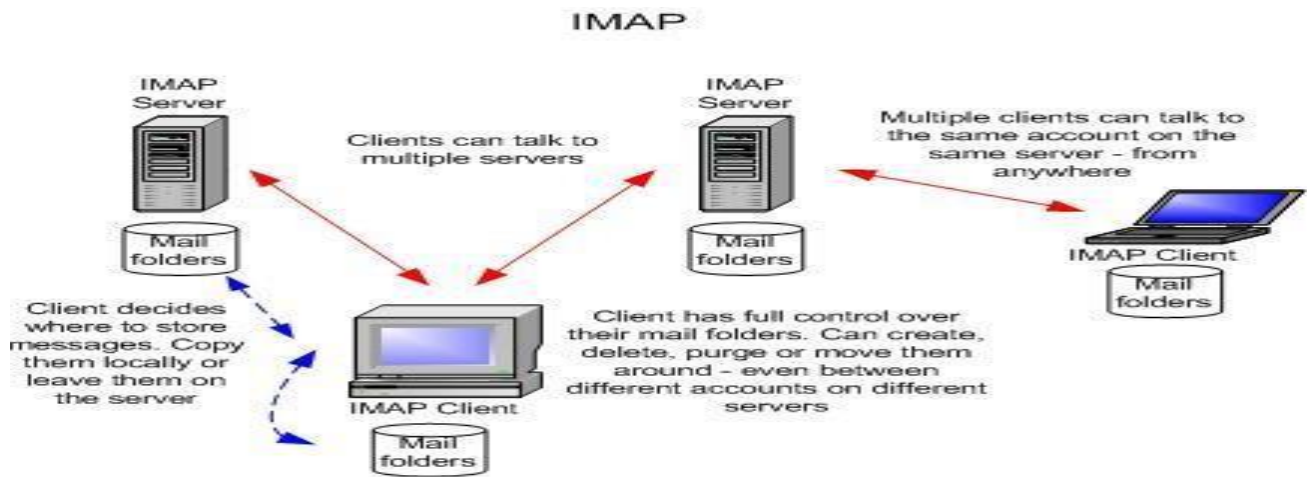 IMAP
IMAP
Server
Mail
folders
Clients can talk to
multiple servers
IMAP
Server
Mail
folders
Multiple clients can talk to
the same account on the
same server - from
anywhere
IMAP Client
Mail
folders
Client decides
where to store
messages. Copy
them locally or
leave them on
the server
IMAP Client
Mail
folders
Client has full control over
their mail folders. Can create,
delete, purge or move them
around - even between
different accounts on different
servers